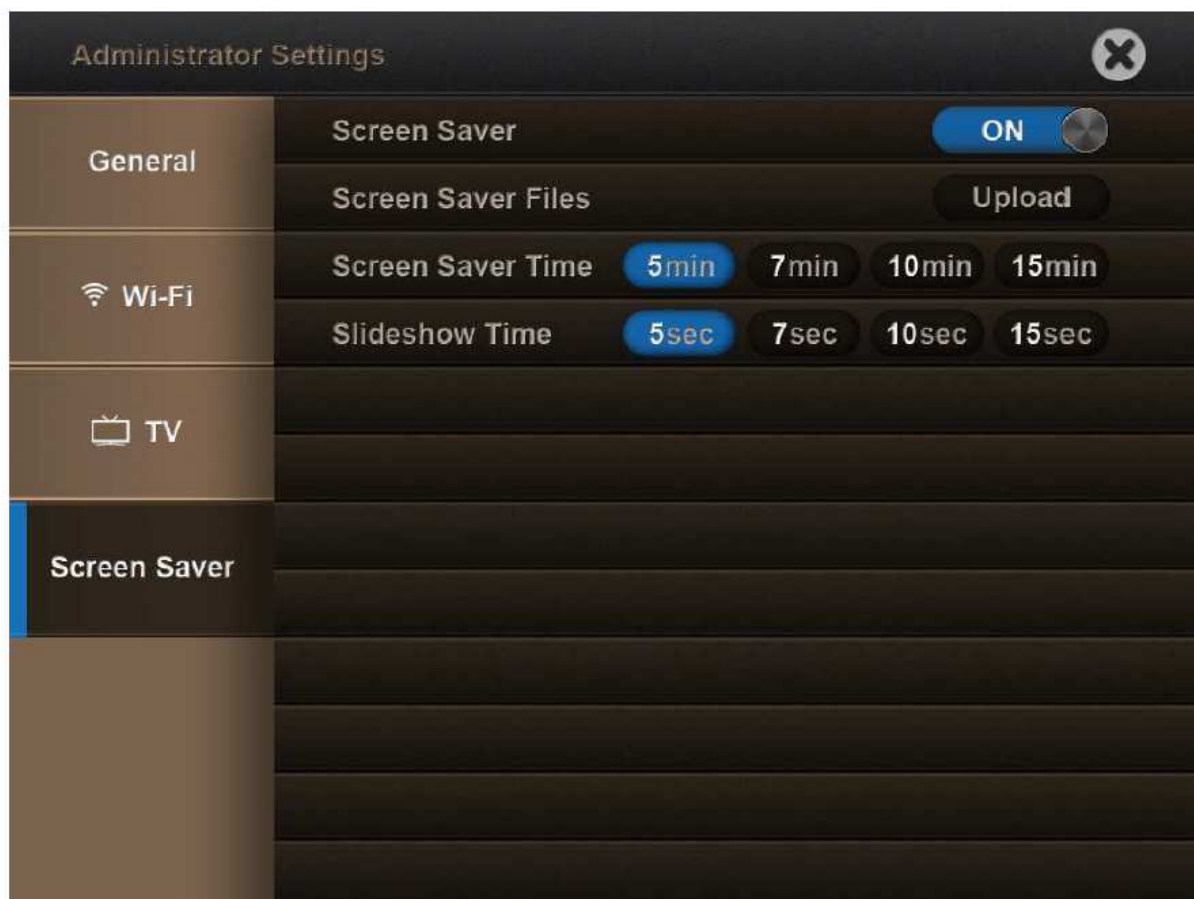 Administrator Settings
General
Wi-Fi
TV
Screen Saver
Screen Saver ON
Screen Saver Files Upload
Screen Saver Time 5min 7min 10min 15min
Slideshow Time 5sec 7sec 10sec 15sec